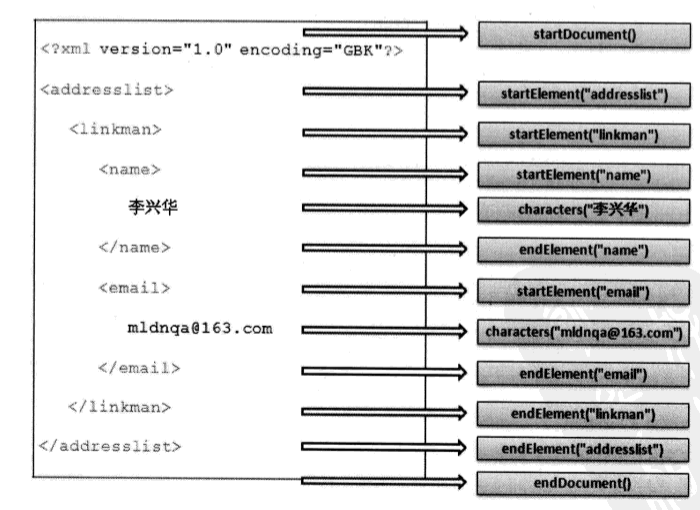 startDocument()
<?xml version="1.0" encoding="GBK"?>
<addresslist> startElement("addresslist")
<linkman> startElement("linkman")
<name> startElement("name")
李兴华 characters("李兴华")
</name> endElement("name")
<email> startElement("email")
mldnqa@163.com characters("mldnqa@163.com")
</email> endElement("email")
</linkman> endElement("linkman")
</addresslist> endElement("addresslist")
endDocument()